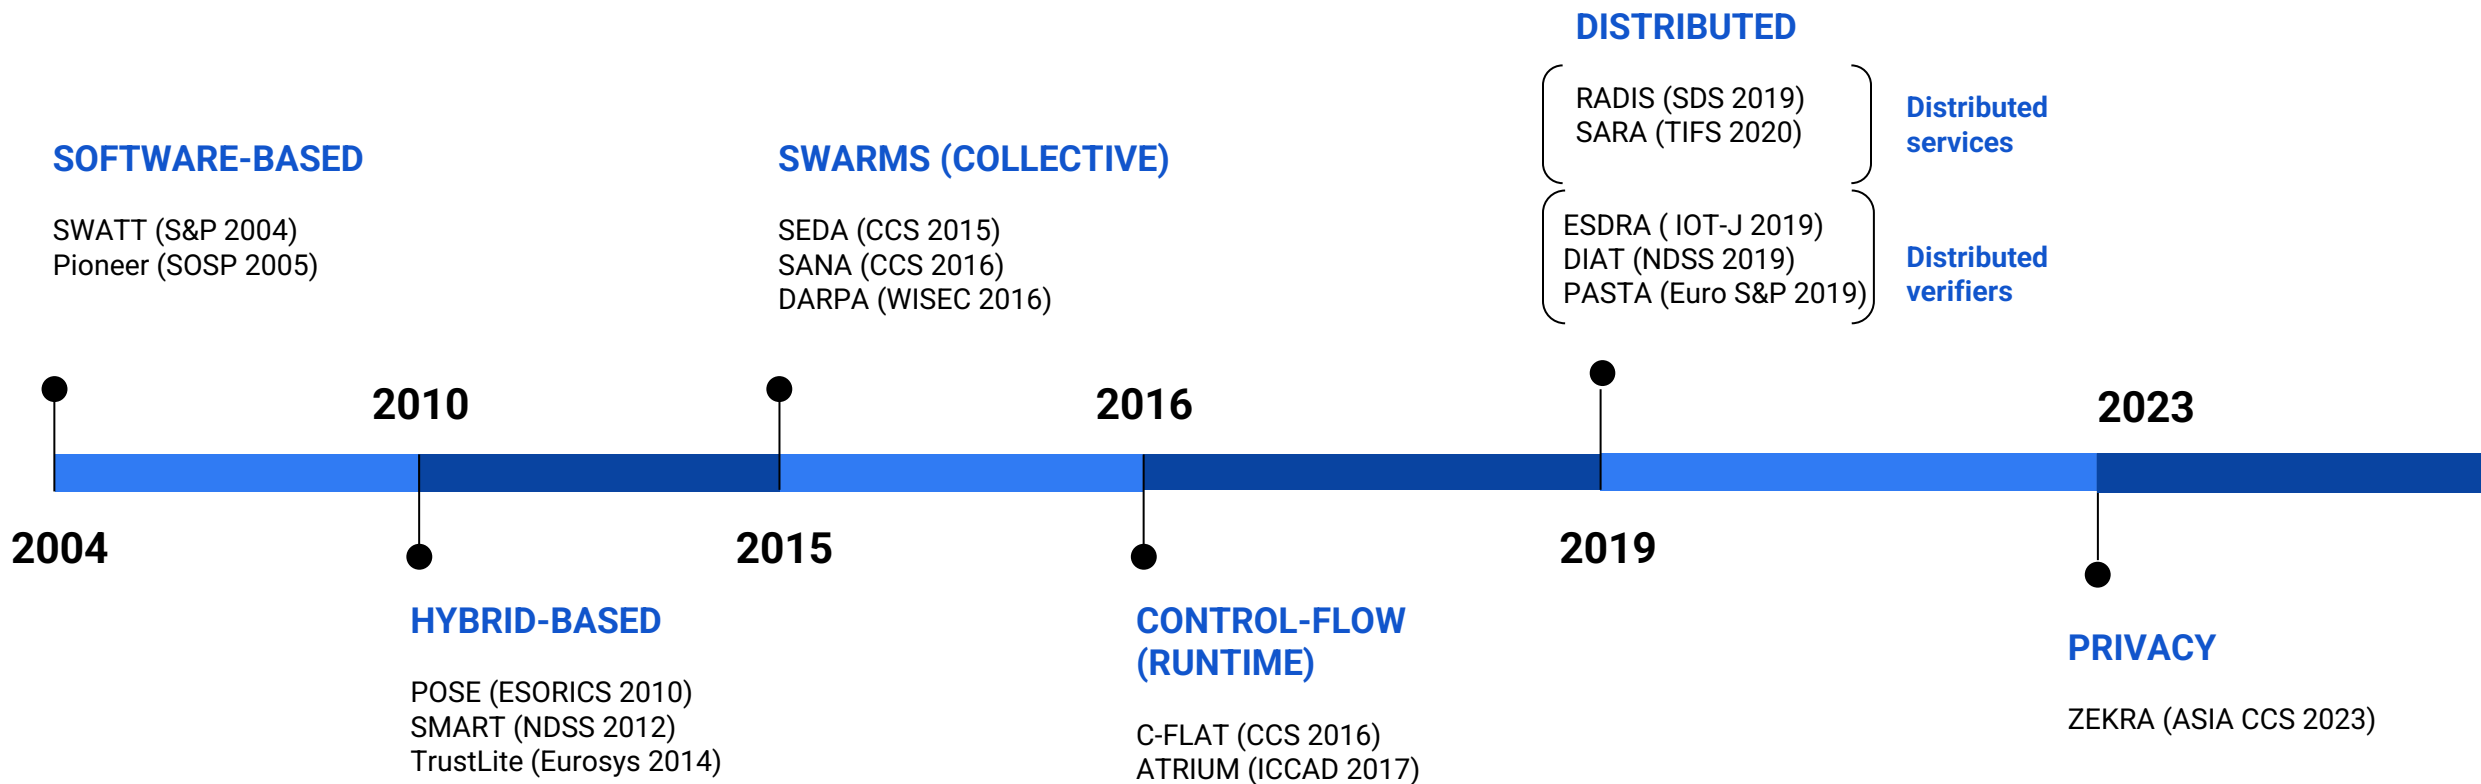 DISTRIBUTED
RADIS (SDS 2019)
SARA (TIFS 2020)
Distributed
services
ESDRA ( IOT-J 2019)
DIAT (NDSS 2019)
PASTA (Euro S&P 2019)
Distributed
verifiers
SOFTWARE-BASED
SWATT (S&P 2004)
Pioneer (SOSP 2005)
SWARMS (COLLECTIVE)
SEDA (CCS 2015)
SANA (CCS 2016)
DARPA (WISEC 2016)
2010
2016
2023
2004
2015
2019
HYBRID-BASED
POSE (ESORICS 2010)
SMART (NDSS 2012)
TrustLite (Eurosys 2014)
CONTROL-FLOW
(RUNTIME)
C-FLAT (CCS 2016)
ATRIUM (ICCAD 2017)
PRIVACY
ZEKRA (ASIA CCS 2023)